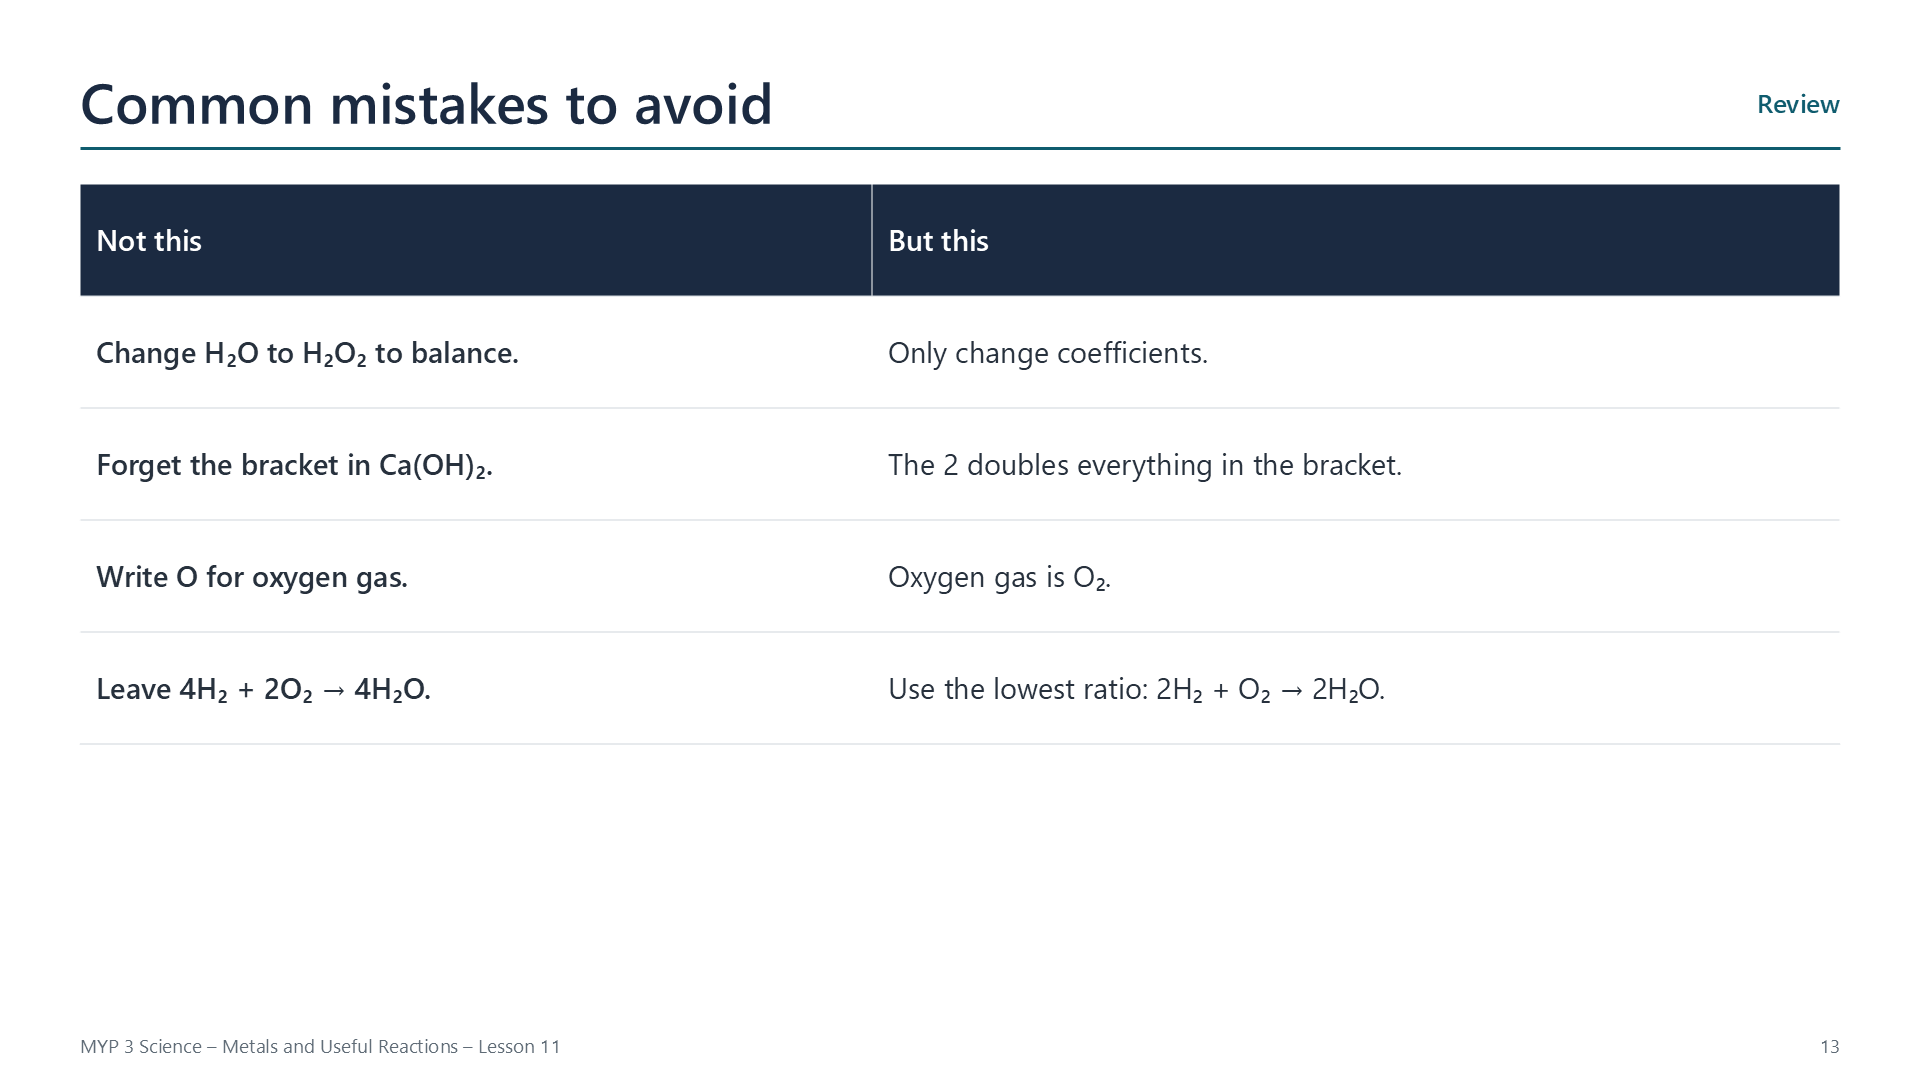 Common mistakes to avoid
Review
Not this
But this
Change H₂O to H₂O₂ to balance.
Only change coefficients.
Forget the bracket in Ca(OH)₂.
The 2 doubles everything in the bracket.
Write O for oxygen gas.
Oxygen gas is O₂.
Leave 4H₂ + 2O₂ → 4H₂O.
Use the lowest ratio: 2H₂ + O₂ → 2H₂O.
MYP 3 Science – Metals and Useful Reactions – Lesson 11
13